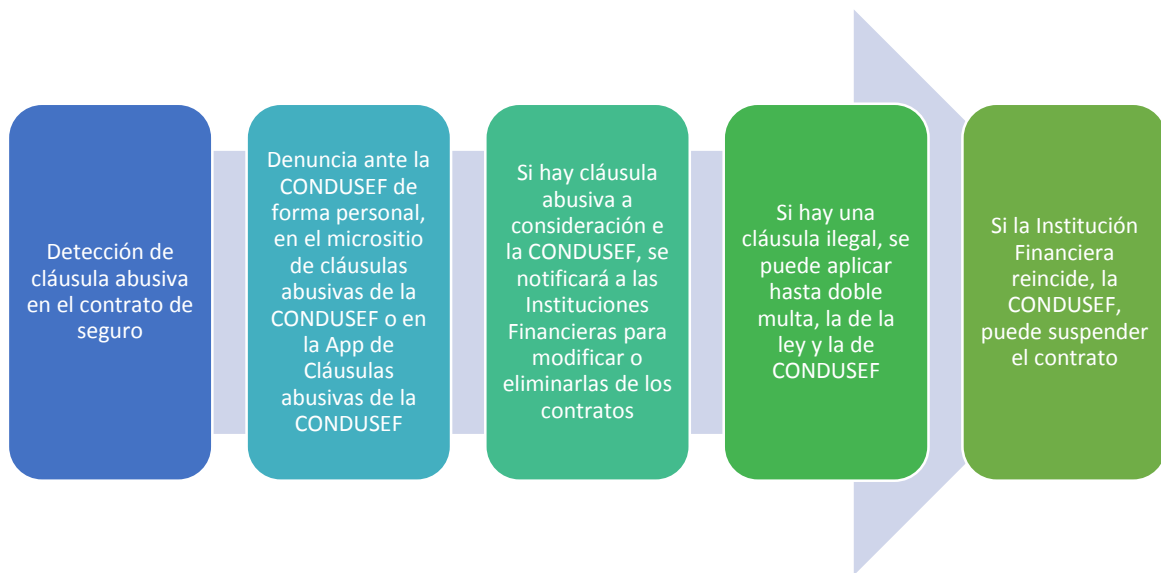 Detección de
cláusula abusiva
en el contrato de
seguro
Denuncia ante la
CONDUSEF de
forma personal,
en el micrositio
de cláusulas
abusivas de la
CONDUSEF o en
la App de
Cláusulas
abusivas de la
CONDUSEF
Si hay cláusula
abusiva a
consideración e
la CONDUSEF, se
notificará a las
Instituciones
Financieras para
modificar o
eliminarlas de los
contratos
Si hay una
cláusula ilegal, se
puede aplicar
hasta doble
multa, la de la
ley y la de
CONDUSEF
Si la Institución
Financiera
reincide, la
CONDUSEF,
puede suspender
el contrato